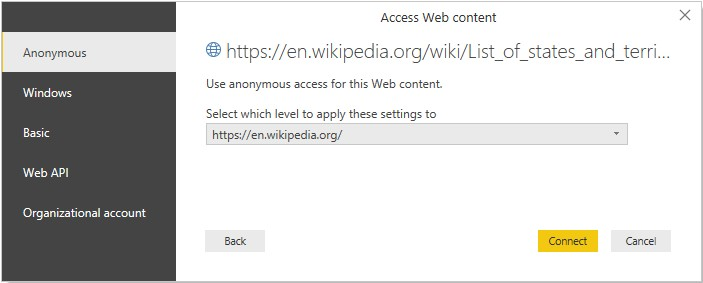 Access Web content
Anonymous
Windows
Basic
Web API
Organizational account
https://en.wikipedia.org/wiki/List_of_states_and_terri...
Use anonymous access for this Web content.
Select which level to apply these settings to
https://en.wikipedia.org/
Back
Connect
Cancel